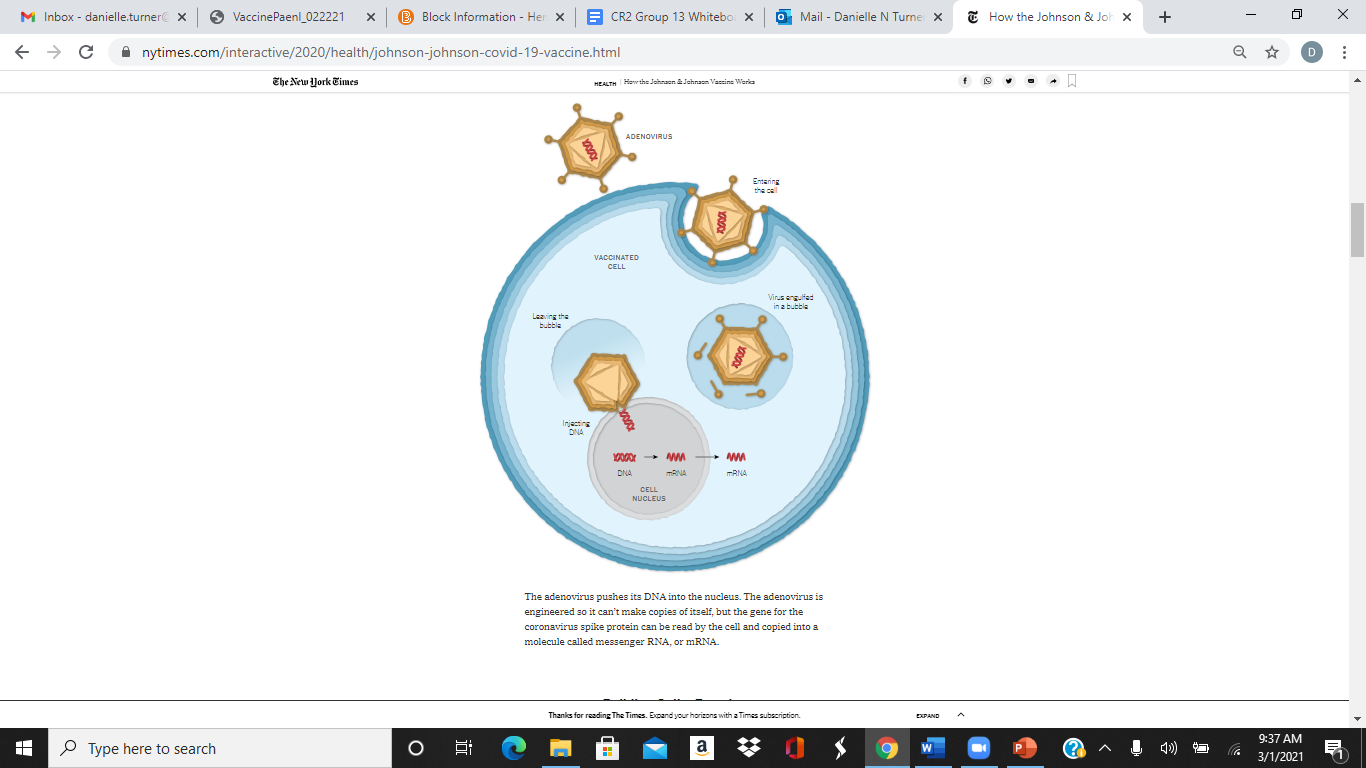 Inbox - danielle.turner@
VaccinePaenl_022221
Block Information - Her
CR2 Group 13 Whitebo
Mail - Danielle N Turne
How the Johnson & Joh
nytimes.com/interactive/2020/health/johnson-johnson-covid-19-vaccine.html
D
The New York Times
HEALTH | How the Johnson & Johnson Vaccine Works
ADENOVIRUS
Entering
the cell
VACCINATED
CELL
Virus engulfed
in a bubble
Leaving the
bubble
Injecting
DNA
DNA
mRNA
mRNA
CELL
NUCLEUS
The adenovirus pushes its DNA into the nucleus. The adenovirus is
engineered so it can't make copies of itself, but the gene for the
coronavirus spike protein can be read by the cell and copied into a
molecule called messenger RNA, or mRNA.
Thanks for reading The Times. Expand your horizons with a Times subscription.
EXPAND
Type here to search
9:37 AM
3/1/2021
1